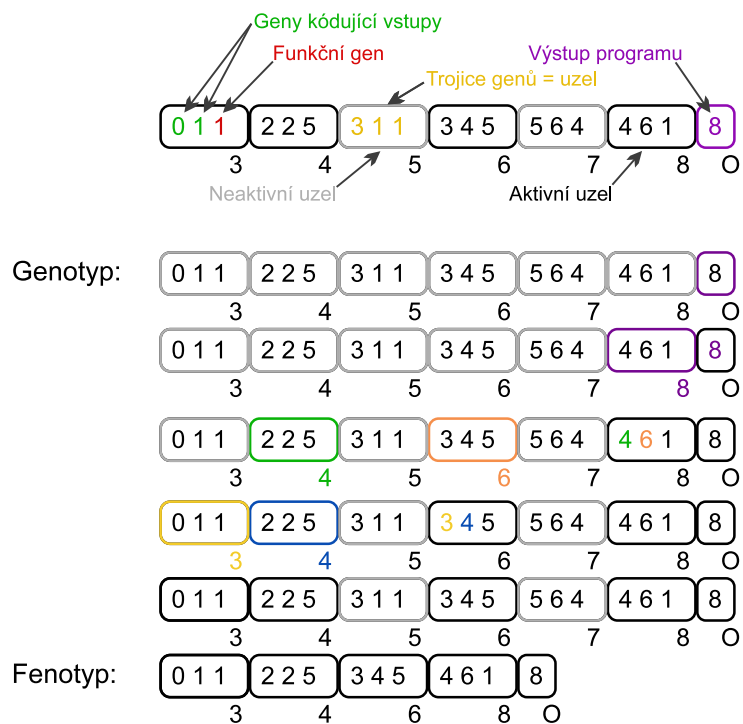 Geny kódující vstupy
Funkční gen
Výstup programu
Trojice genů = uzel
0 1 1 2 2 5 3 1 1 3 4 5 5 6 4 4 6 1 8
3 4 5 6 7 8 O
Neaktivní uzel Aktivní uzel
Genotyp: 0 1 1 2 2 5 3 1 1 3 4 5 5 6 4 4 6 1 8
3 4 5 6 7 8 O
0 1 1 2 2 5 3 1 1 3 4 5 5 6 4 4 6 1 8
3 4 5 6 7 8 O
0 1 1 2 2 5 3 1 1 3 4 5 5 6 4 4 6 1 8
3 4 5 6 7 8 O
0 1 1 2 2 5 3 1 1 3 4 5 5 6 4 4 6 1 8
3 4 5 6 7 8 O
0 1 1 2 2 5 3 1 1 3 4 5 5 6 4 4 6 1 8
3 4 5 6 7 8 O
Fenotyp: 0 1 1 2 2 5 3 4 5 4 6 1 8
3 4 6 8 O